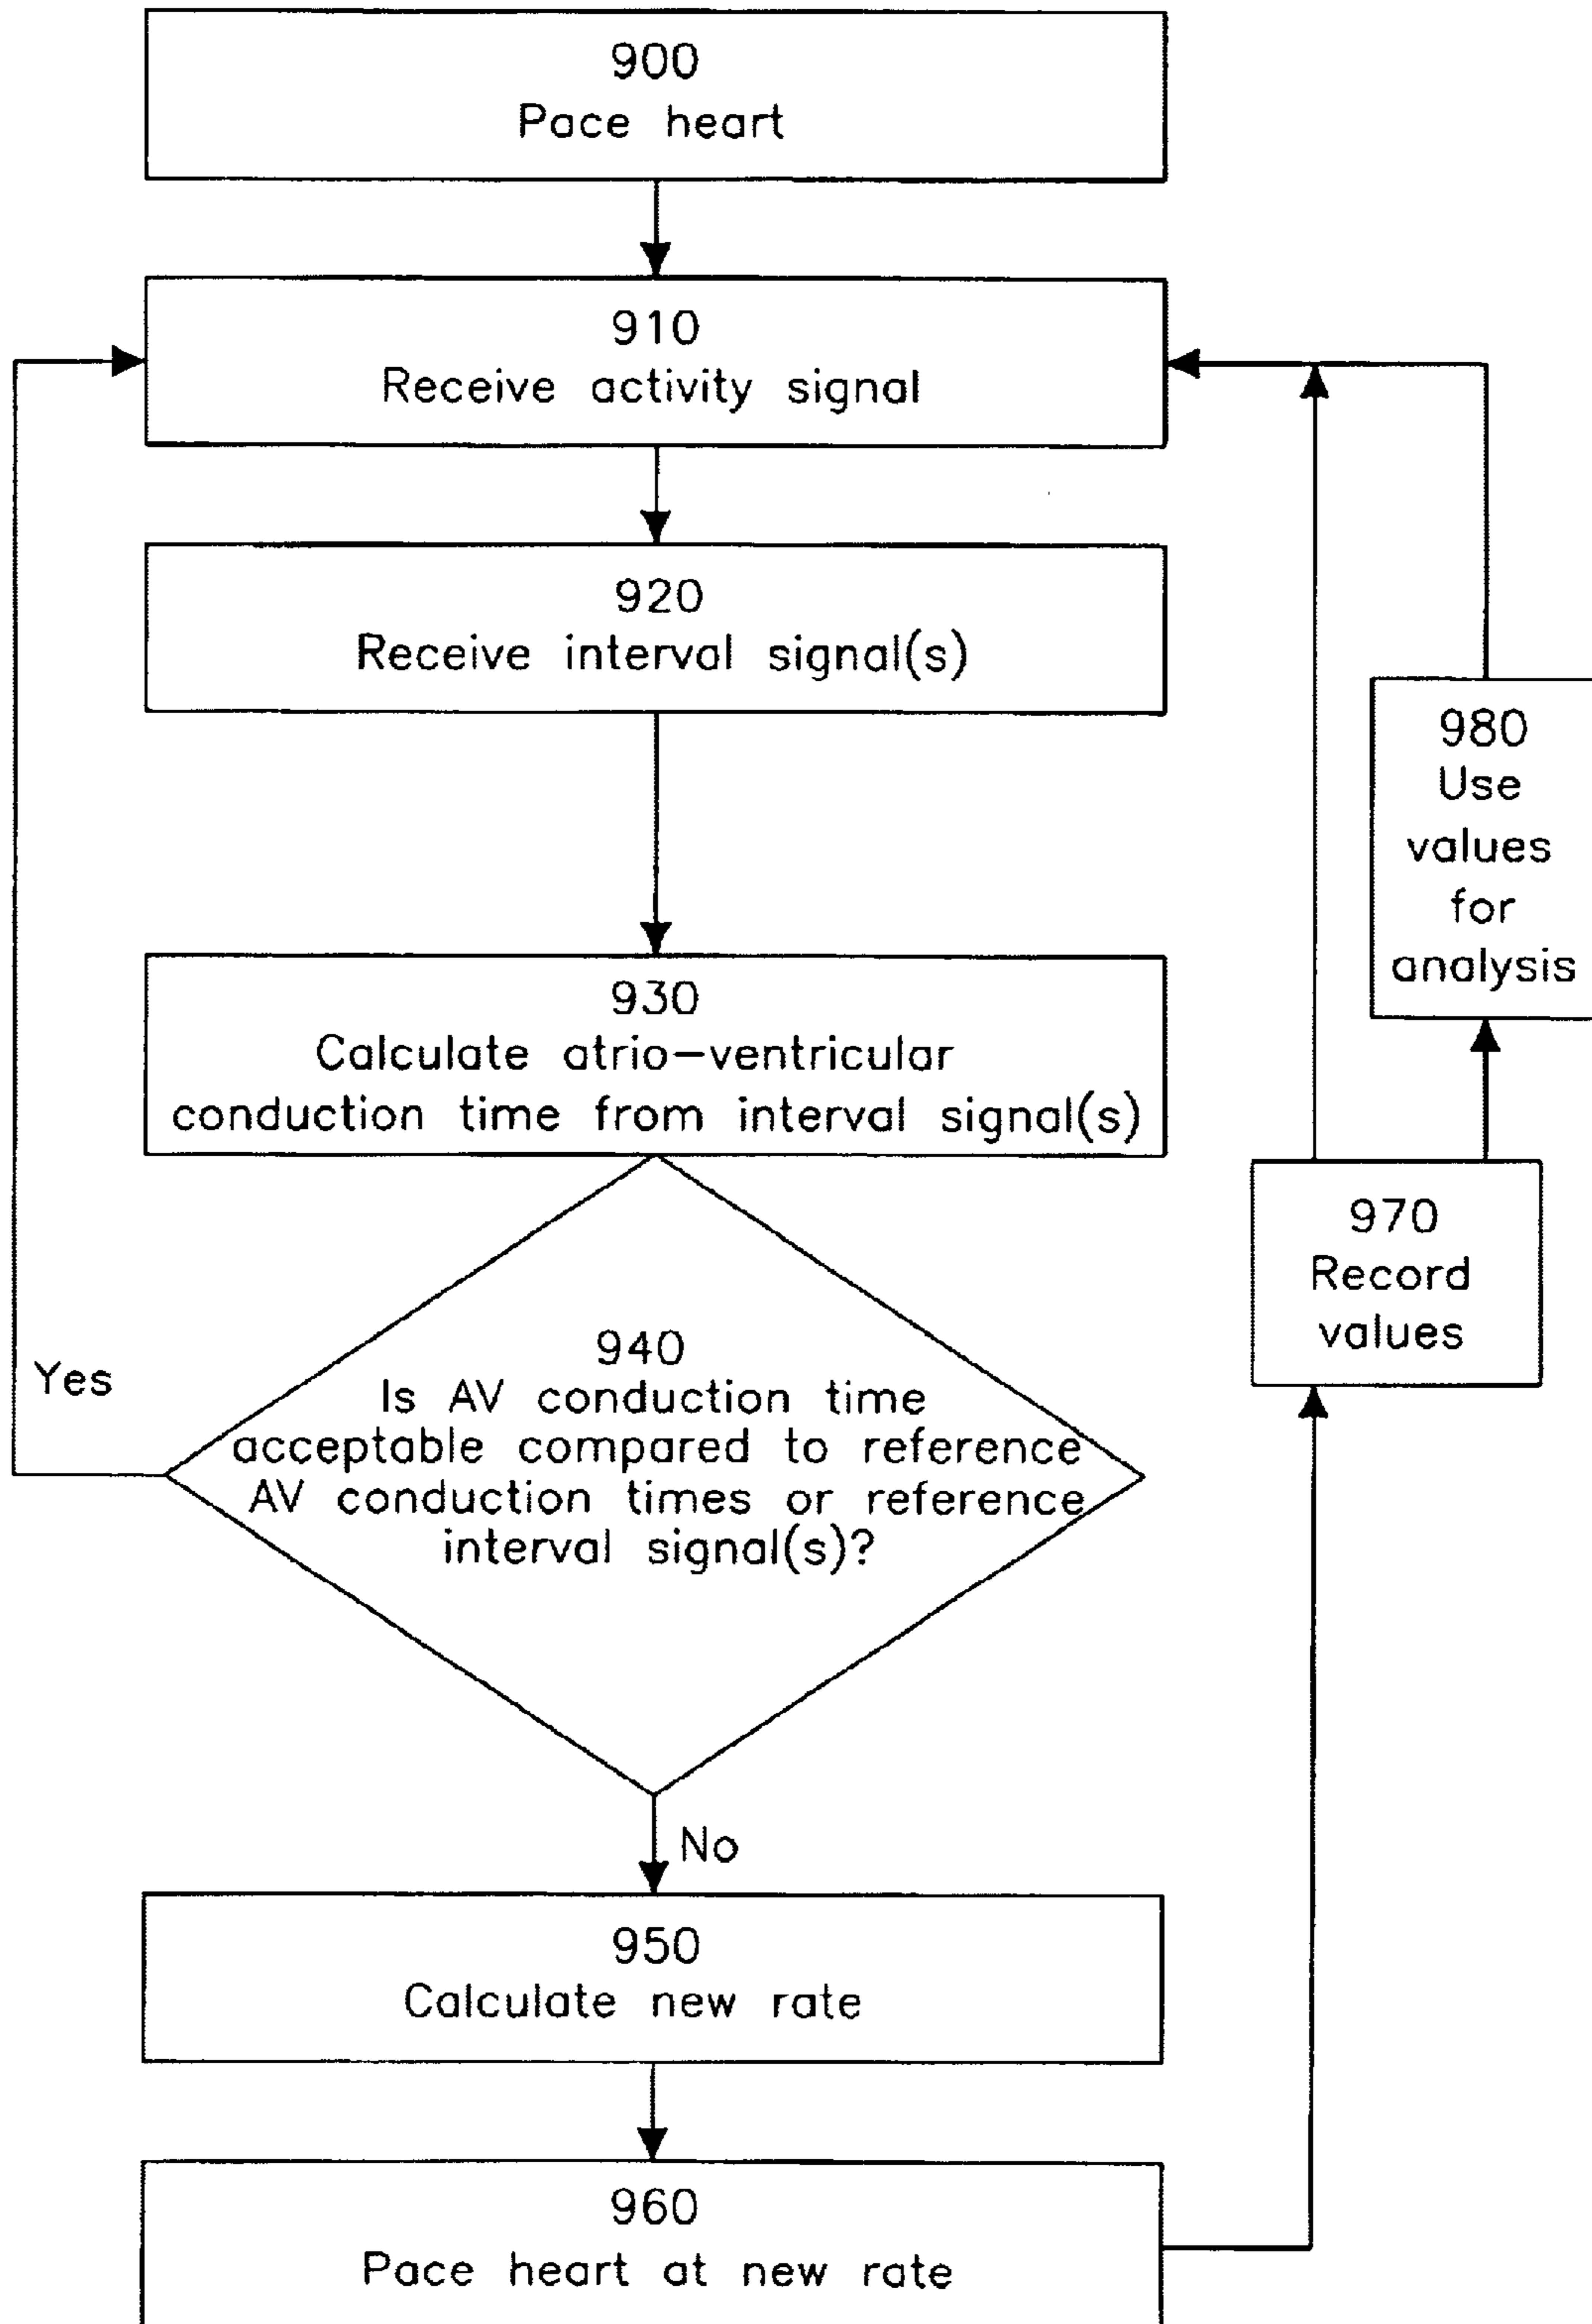 900
Pace heart
910
Receive activity signal
920
Receive interval signal(s)
930
Calculate atrio-ventricular
conduction time from interval signal(s)
940
Is AV conduction time
acceptable compared to reference
AV conduction times or reference
interval signal(s)?
Yes
No
950
Calculate new rate
960
Pace heart at new rate
970
Record
values
980
Use
values
for
analysis